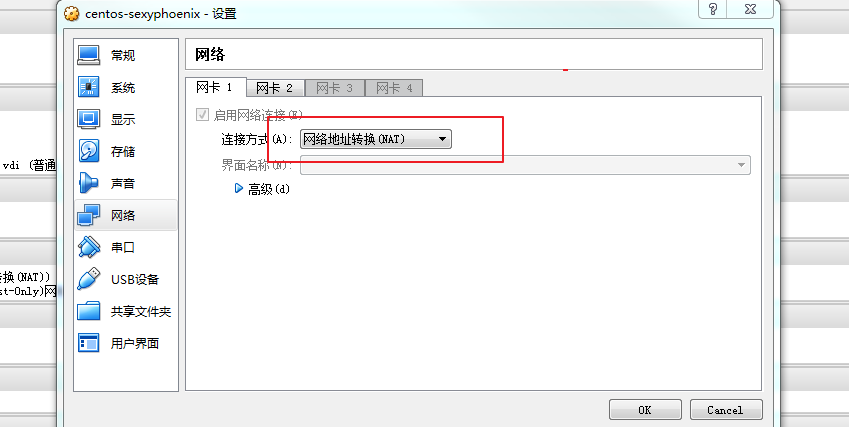 centos-sexyphoenix - 设置
?
常规
系统
显示
存储
声音
网络
串口
USB设备
共享文件夹
用户界面
网络
网卡 1 网卡 2 网卡 3 网卡 4
启用网络连接(E)
连接方式(A): 网络地址转换(NAT)
界面名称(N):
高级(d)
OK Cancel
vdi (普通
转换(NAT))
st-Only)网